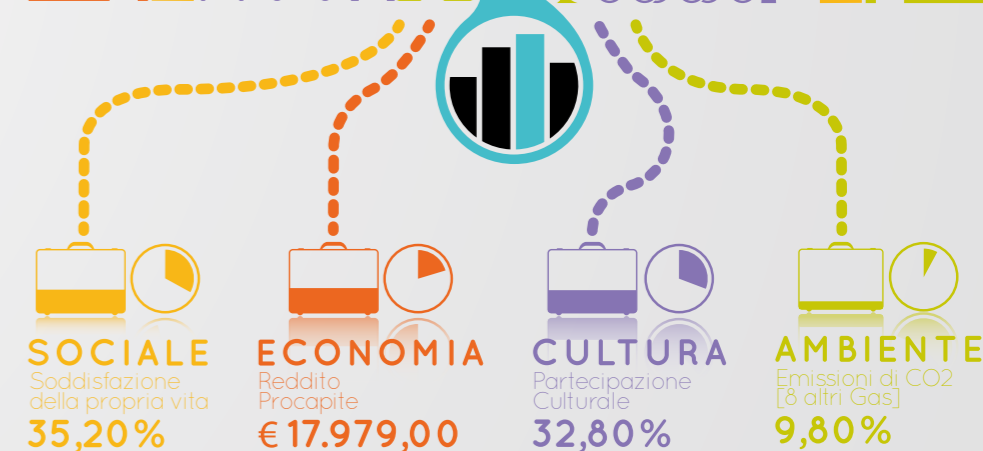 SOCIALE
Soddisfazione
della propria vita
35,20%
ECONOMIA
Reddito
Procapite
€ 17.979,00
CULTURA
Partecipazione
Culturale
32,80%
AMBIENTE
Emissioni di CO2
[8 altri Gas]
9,80%